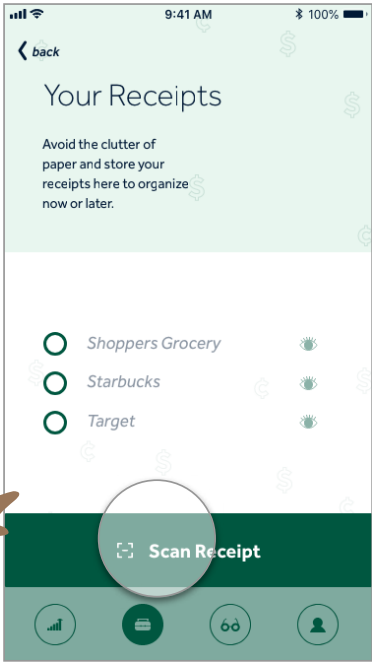 9:41 AM
100%
back
Your Receipts
Avoid the clutter of
paper and store your
receipts here to organize
now or later.
Shoppers Grocery
Starbucks
Target
Scan Receipt